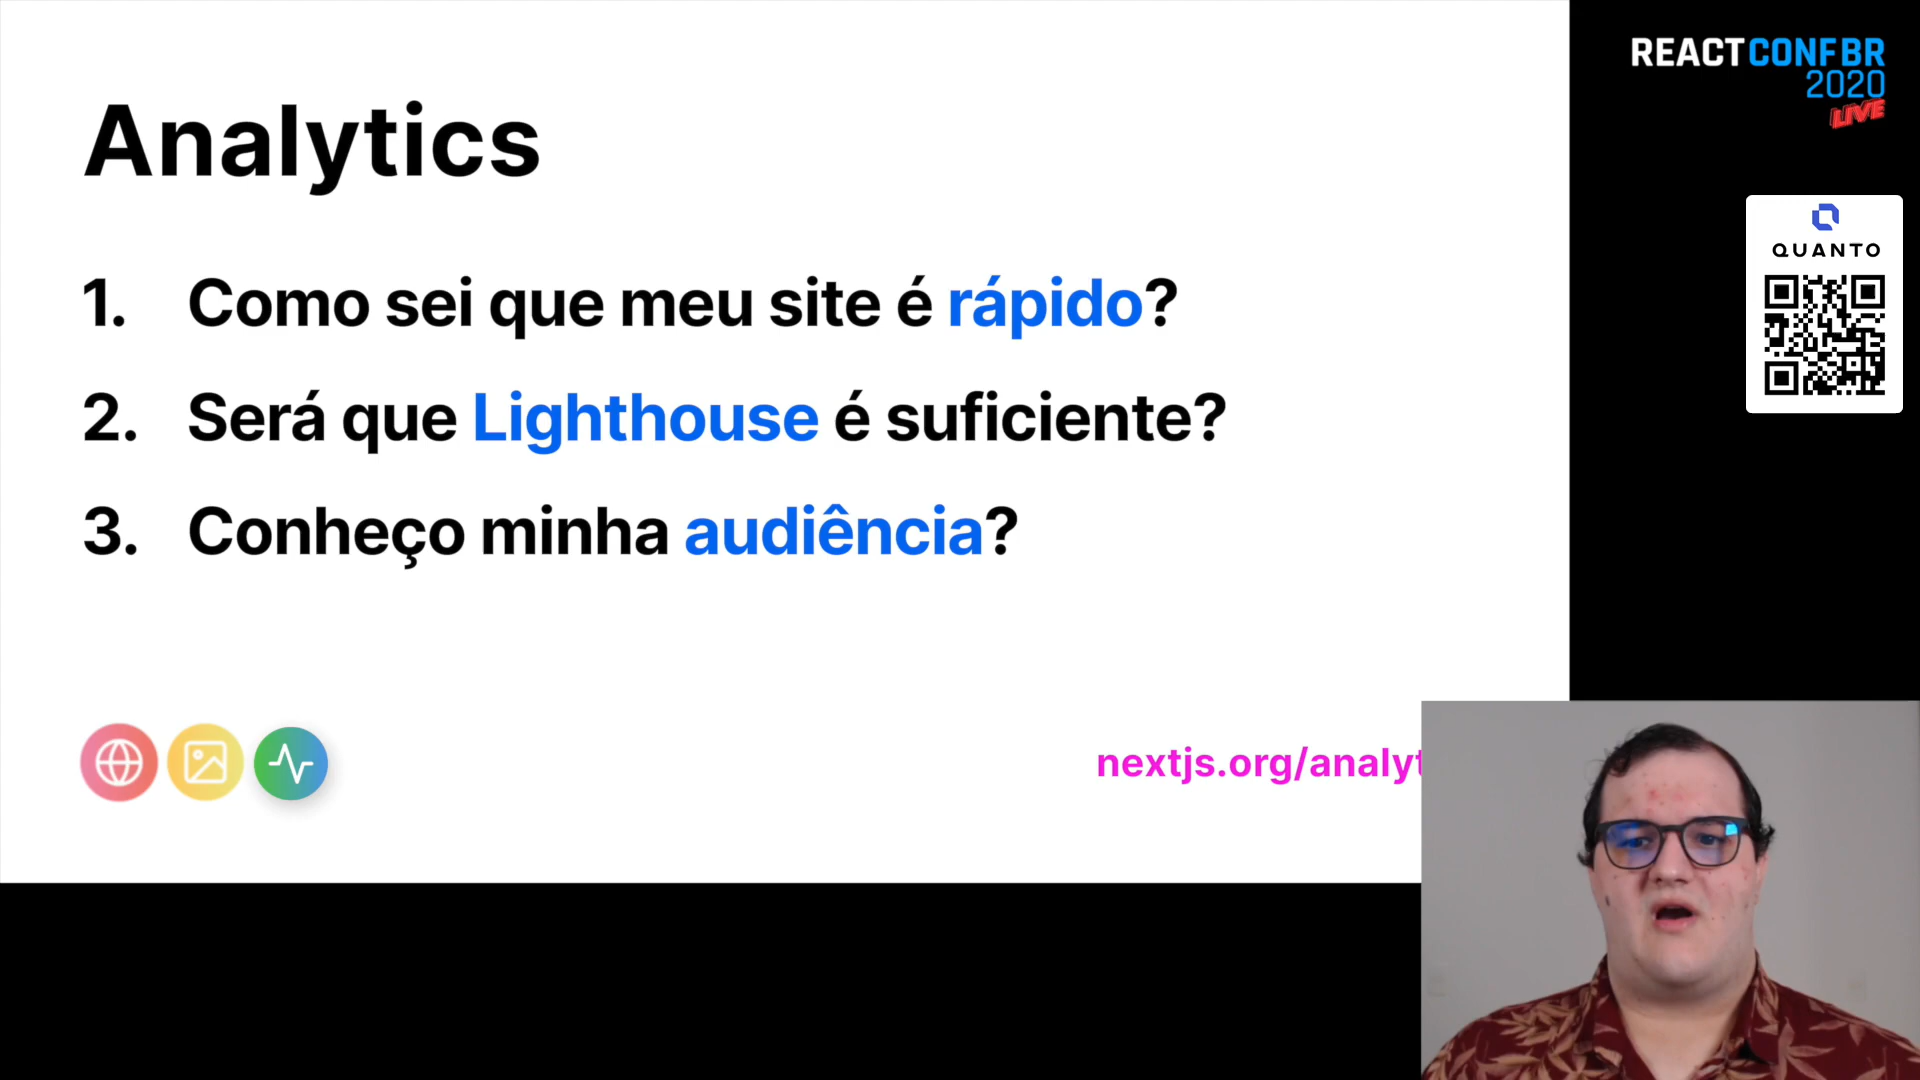 Analytics
1. Como sei que meu site é rápido?
2. Será que Lighthouse é suficiente?
3. Conheço minha audiência?
nextjs.org/analyt
REACTCONFBR
2020
LIVE
QUANTO